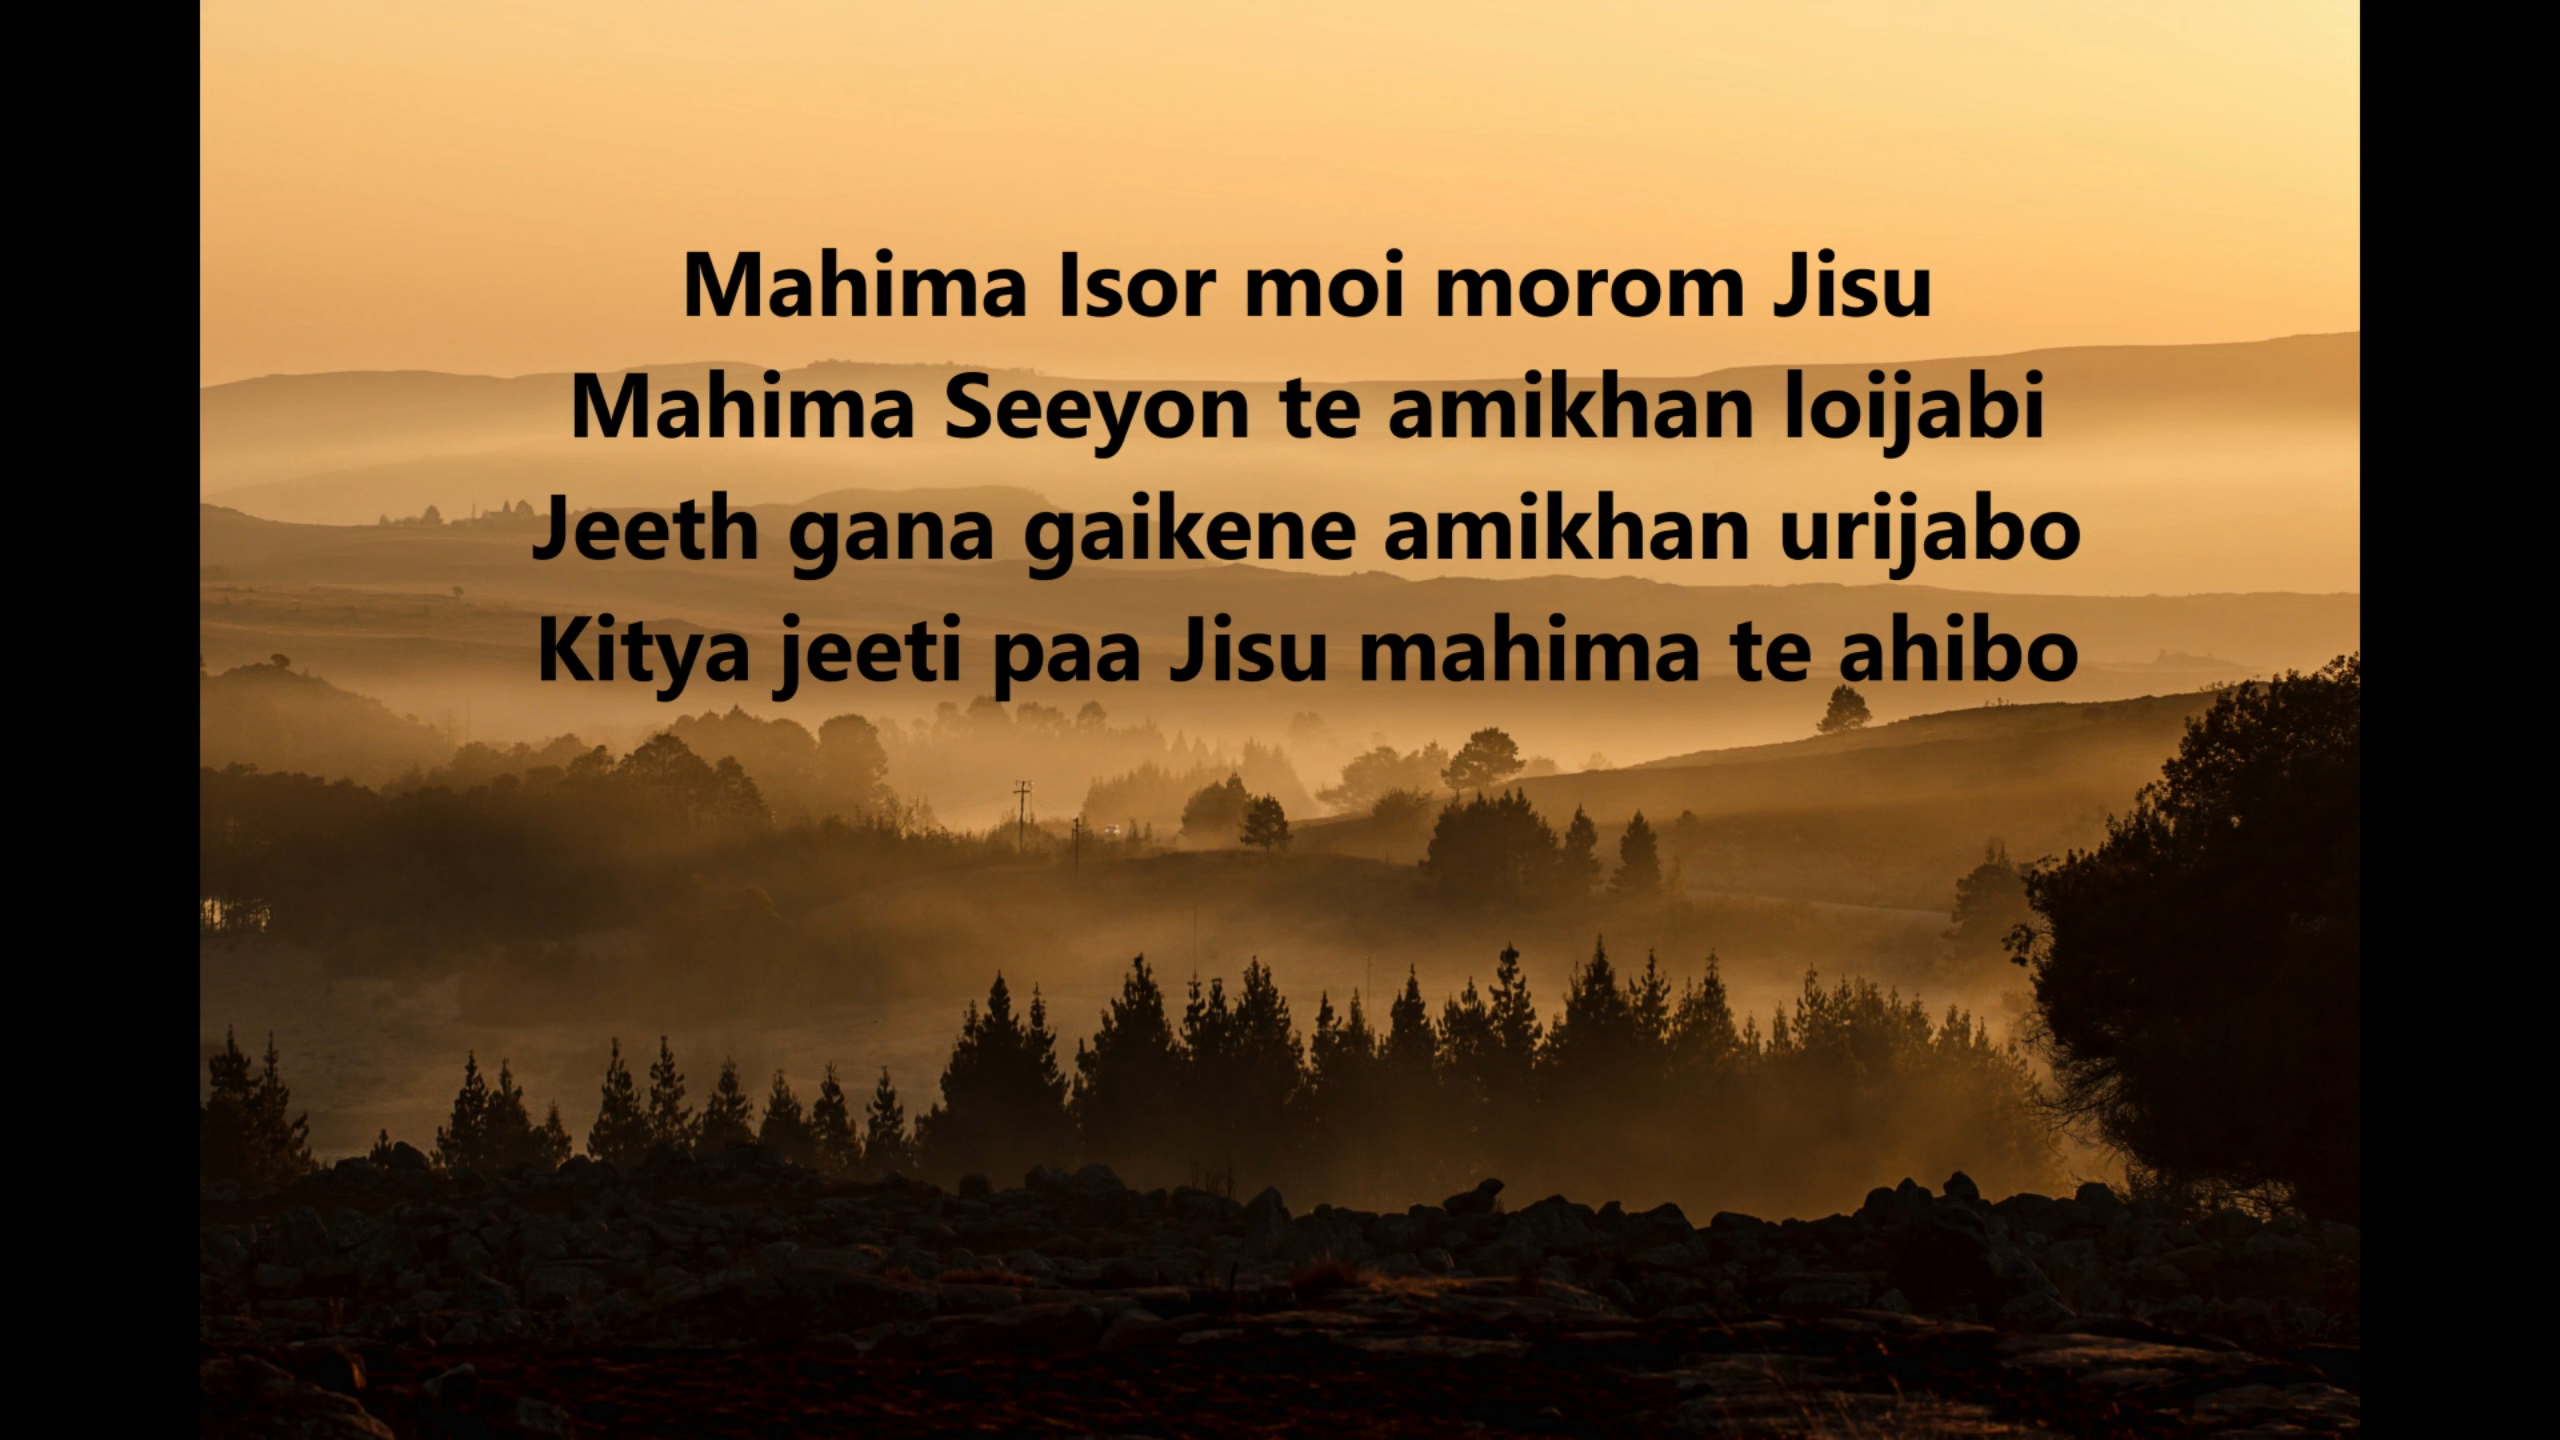 Mahima Isor moi morom Jisu
Mahima Seeyon te amikhan loijabi
Jeeth gana gaikene amikhan urijabo
Kitya jeeti paa Jisu mahima te ahibo